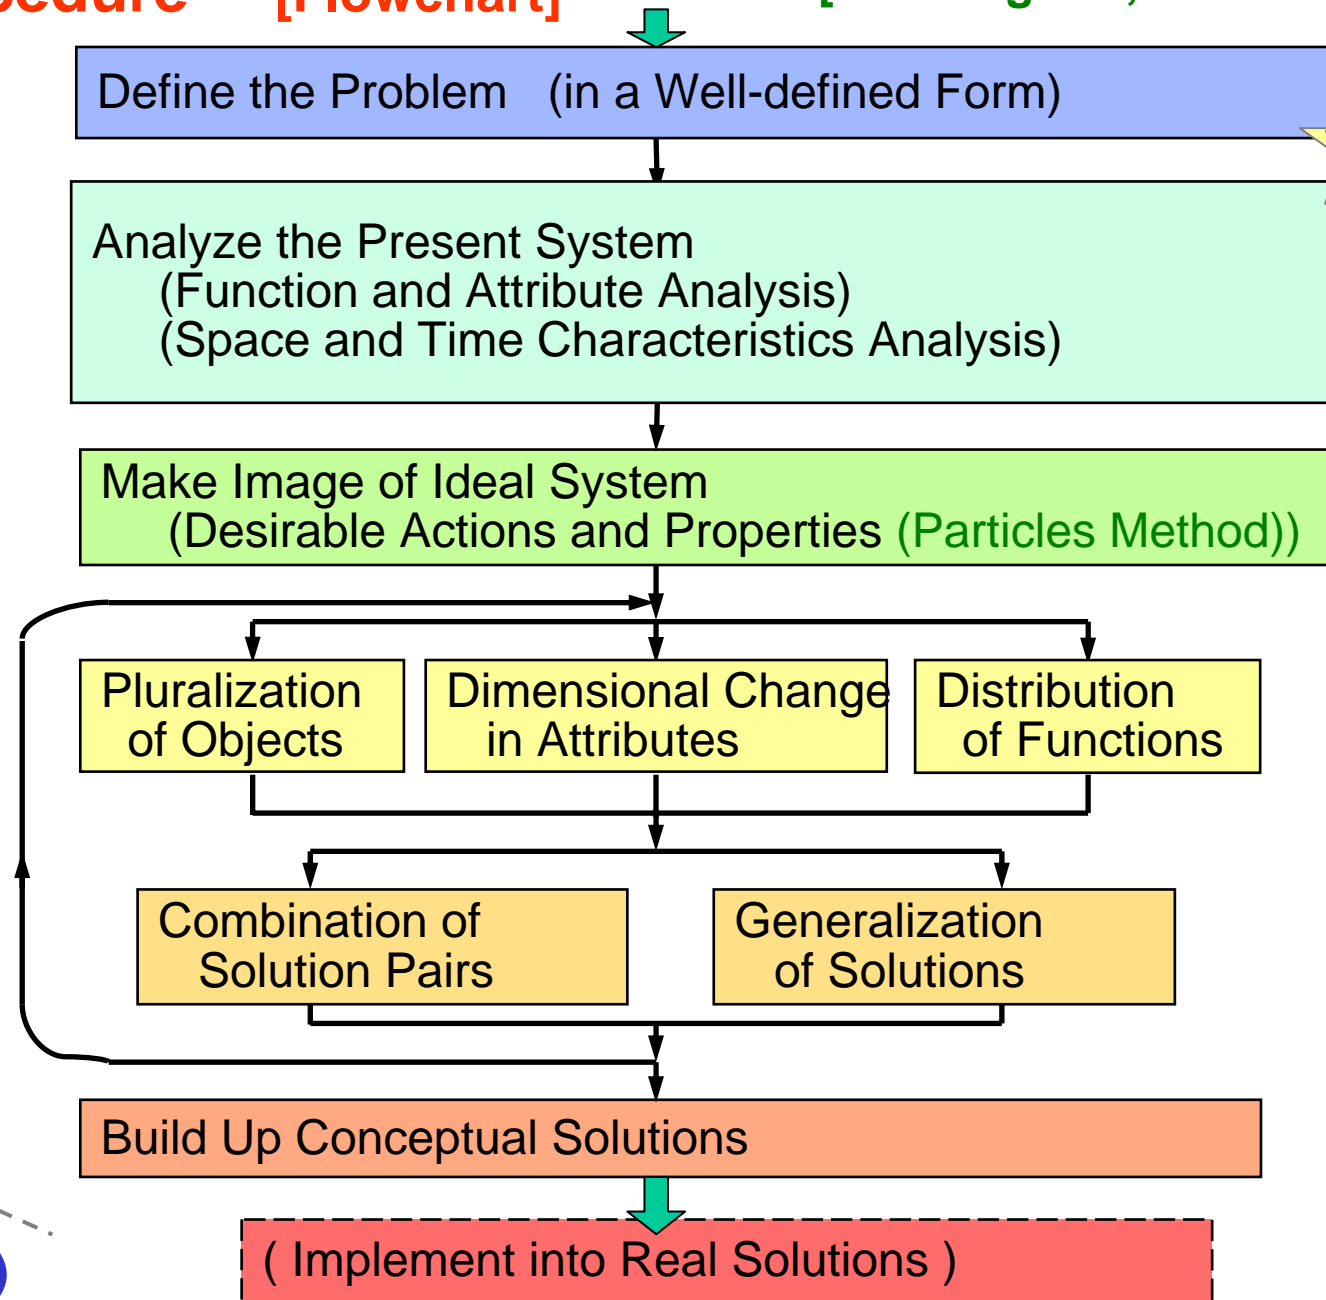 [Flowchart]
Define the Problem (in a Well-defined Form)
Analyze the Present System
(Function and Attribute Analysis)
(Space and Time Characteristics Analysis)
Make Image of Ideal System
(Desirable Actions and Properties (Particles Method))
Pluralization
of Objects
Dimensional Change
in Attributes
Distribution
of Functions
Combination of
Solution Pairs
Generalization
of Solutions
Build Up Conceptual Solutions
( Implement into Real Solutions )